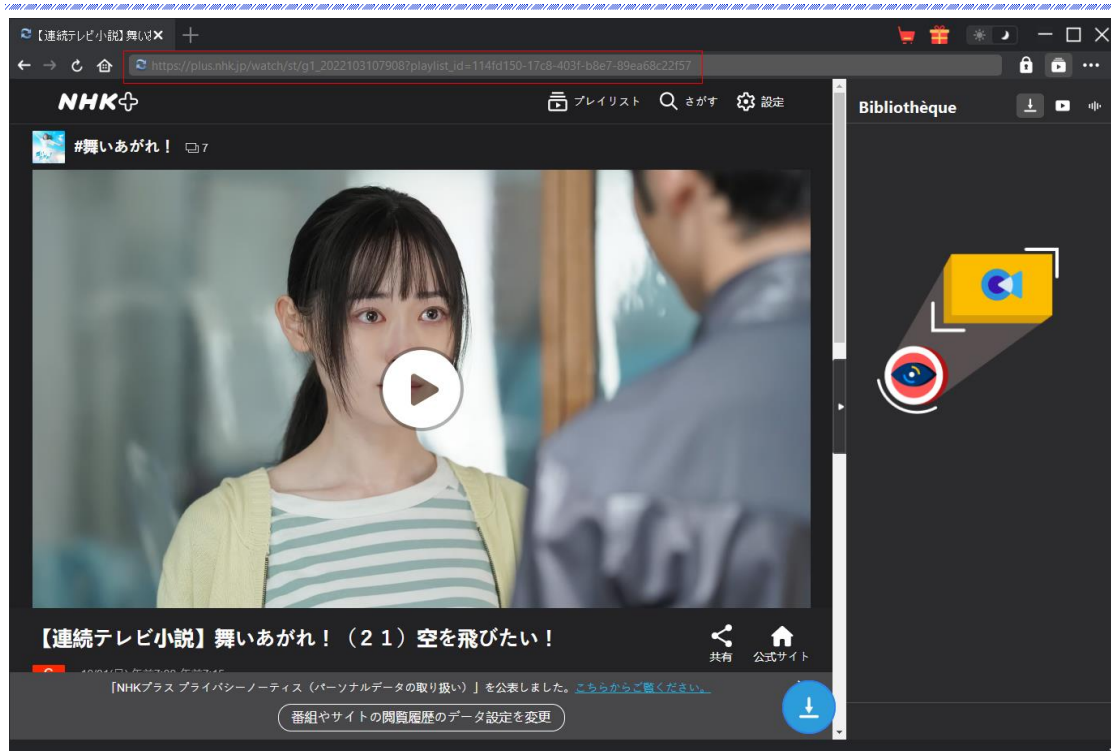 【連続テレビ小説】舞いあ
https://plus.nhk.jp/watch/st/g1_2022103107908?playlist_id=114fd150-17c8-403f-b8e7-89ea68c22f57
NHK
プレイリスト さがす 設定
Bibliothèque
#舞いあがれ! 7
【連続テレビ小説】舞いあがれ!(21)空を飛びたい!
共有 公式サイト
「NHKプラス プライバシーノーティス(パーソナルデータの取り扱い)」を公表しました。こちらからご覧ください。
番組やサイトの閲覧履歴のデータ設定を変更